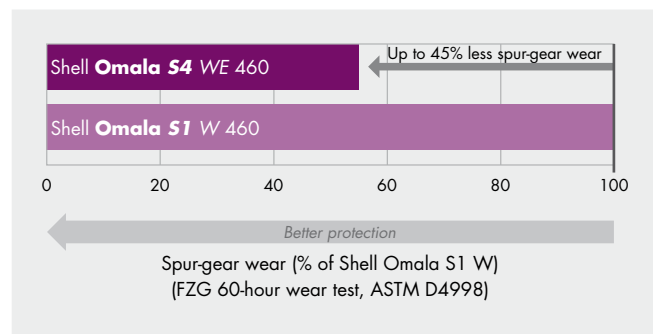 Up to 45% less spur-gear wear
Shell Omala S4 WE 460
Shell Omala S1 W 460
0 20 40 60 80 100
Better protection
Spur-gear wear (% of Shell Omala S1 W)
(FZG 60-hour wear test, ASTM D4998)